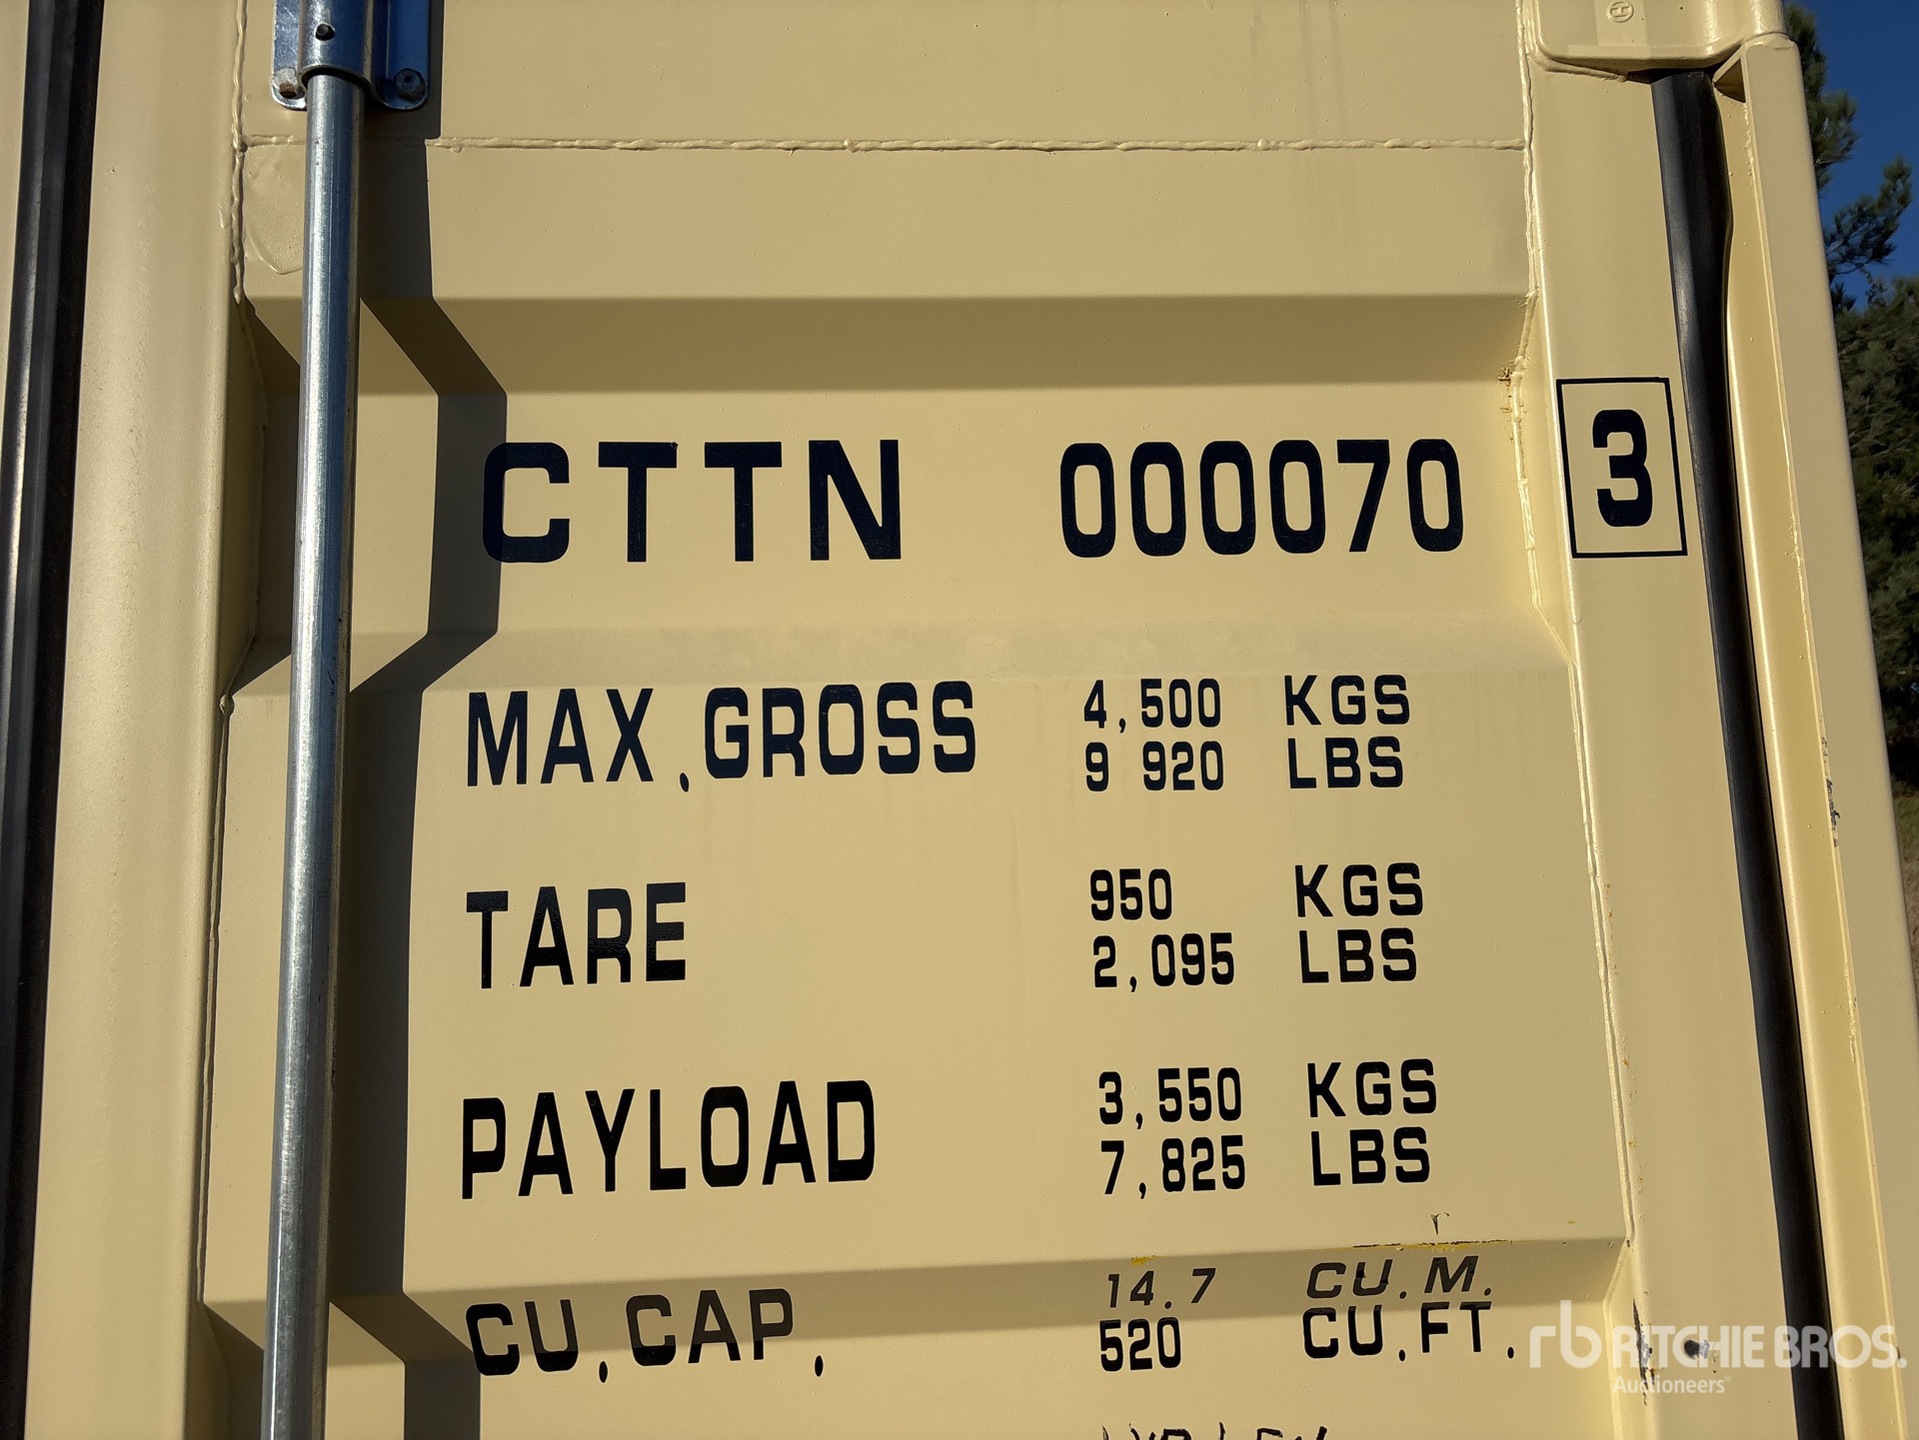 CTTN 000070 3
MAX.GROSS 4,500 KGS
9 920 LBS
TARE 950 KGS
2,095 LBS
PAYLOAD 3,550 KGS
7,825 LBS
CU.CAP. 14.7 CU.M.
520 CU.FT.
rb RITCHIE BROS.
Auctioneers